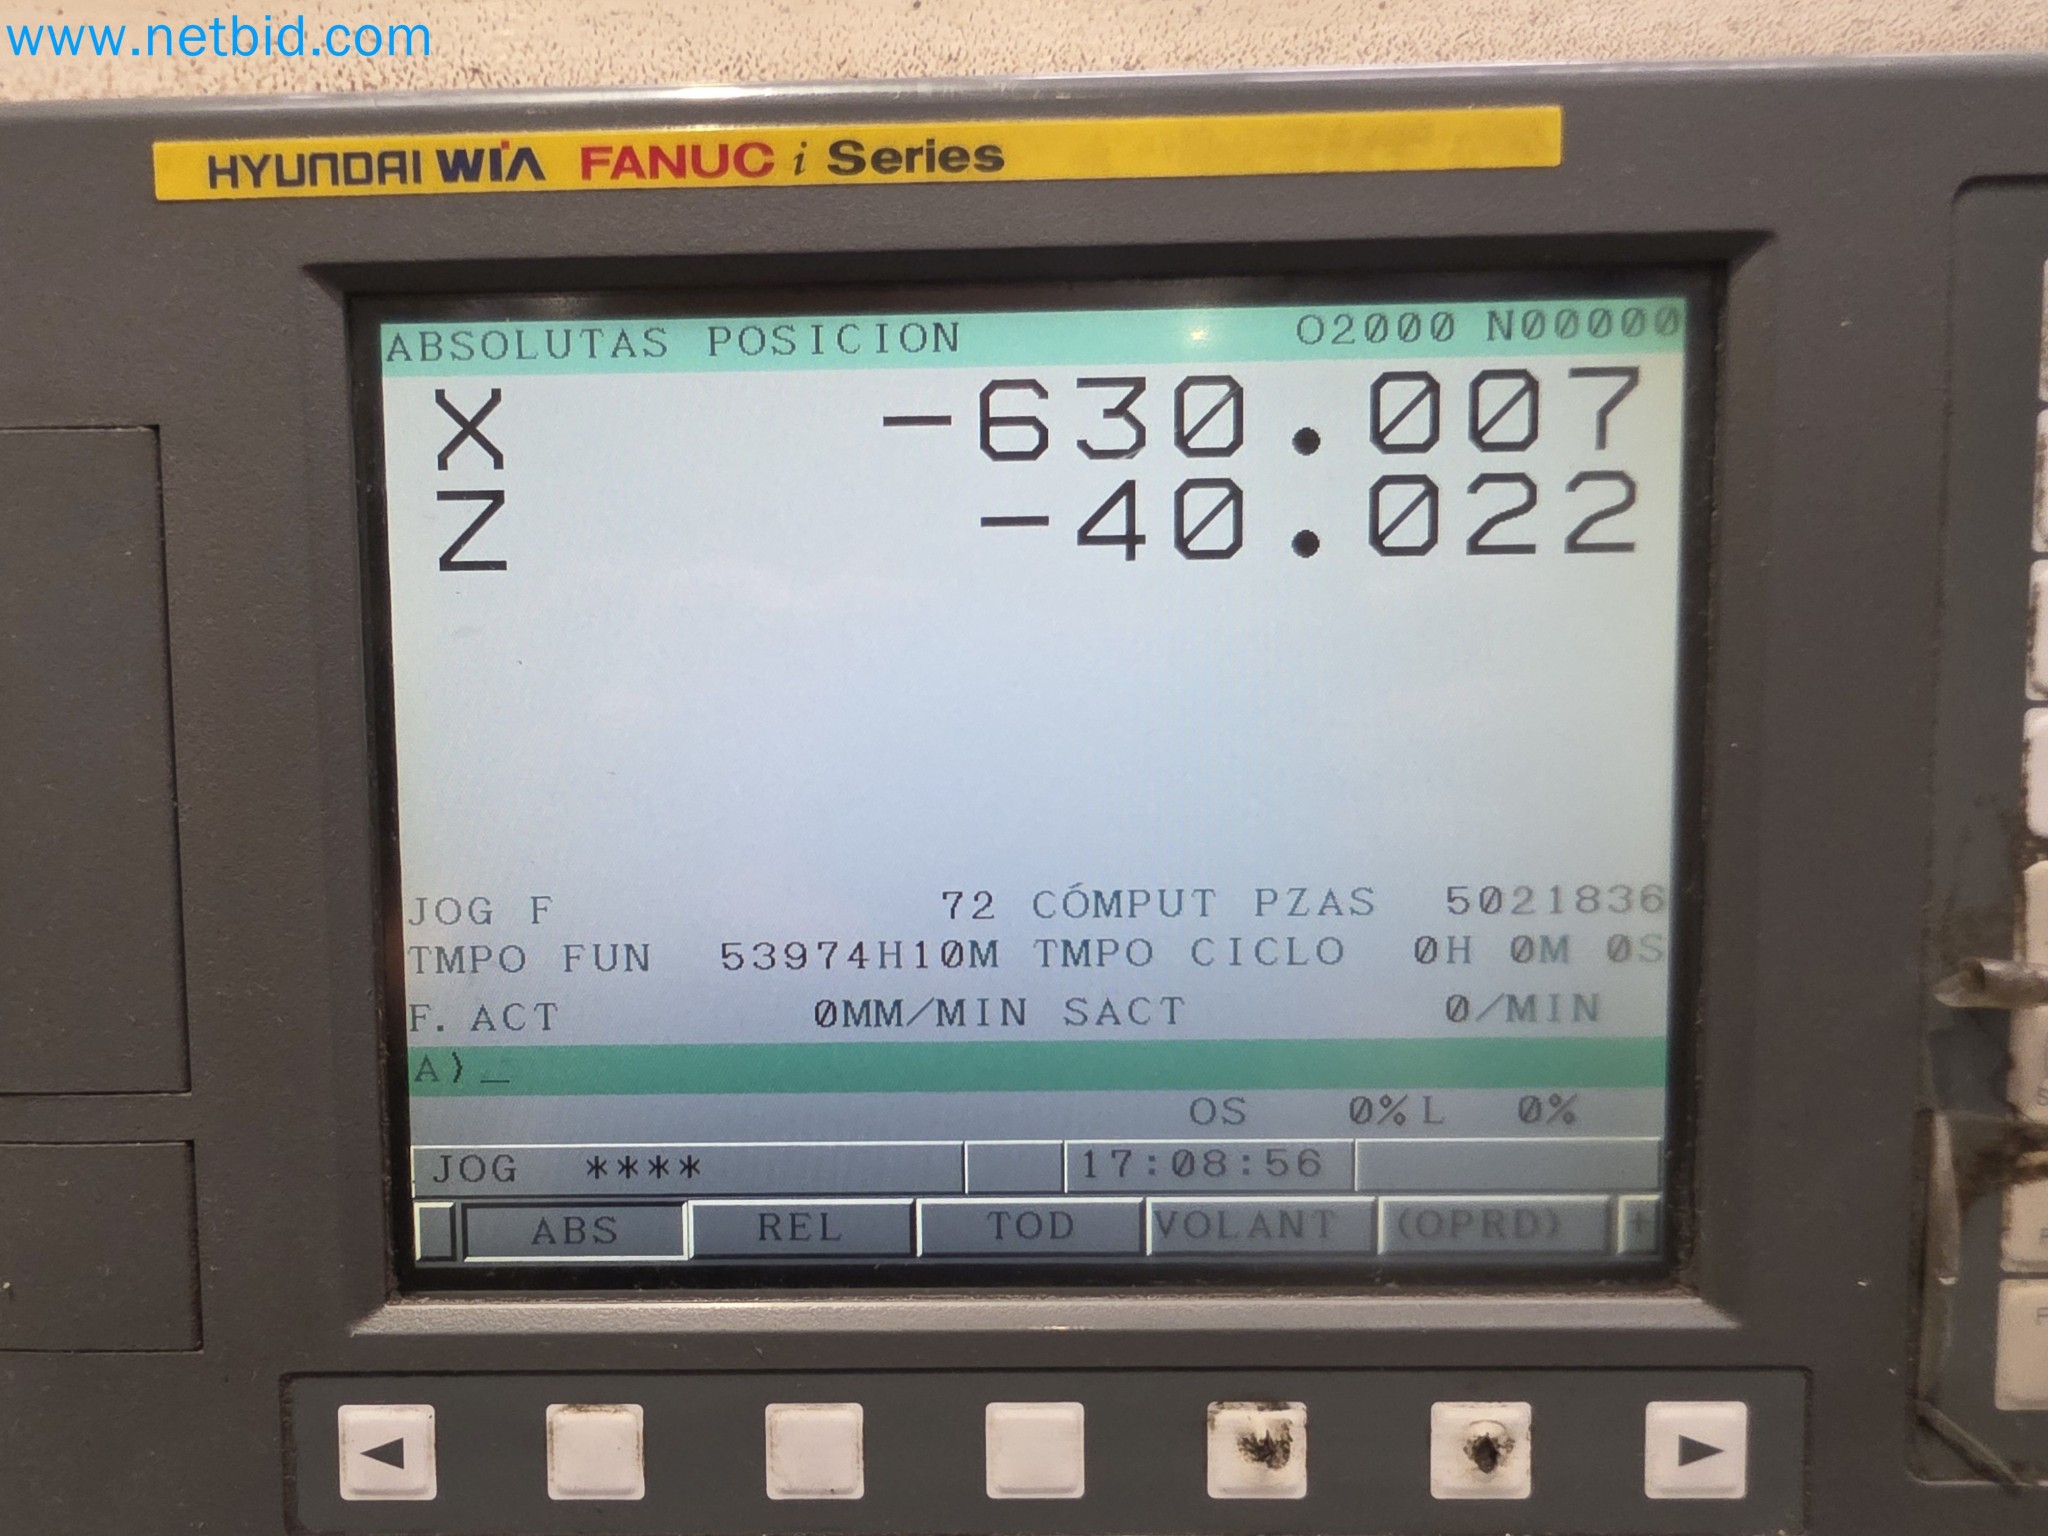 www.netbid.com
HYUNDAI WIA FANUC i Series
ABSOLUTAS POSICION O2000 N00000
X -630.007
Z -40.022
JOG F 72 CÓMPUT PZAS 5021836
TMPO FUN 53974H10M TMPO CICLO 0H 0M 0S
F. ACT 0MM/MIN SACT 0/MIN
A)_
OS 0% L 0%
JOG **** 17:08:56
ABS REL TOD VOLANT (OPRD) +